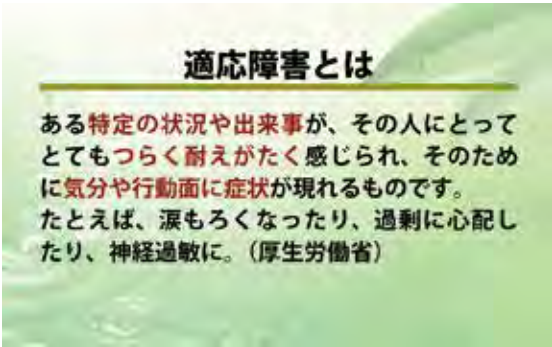 適応障害とは
ある特定の状況や出来事が、その人にとって
とてもつらく耐えがたく感じられ、そのため
に気分や行動面に症状が現れるものです。
たとえば、涙もろくなったり、過剰に心配し
たり、神経過敏に。（厚生労働省）